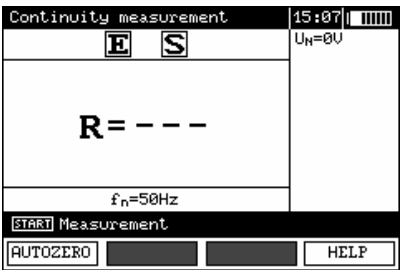 Continuity measurement
15:07
E S
U_N=0V
R=---
f_n=50Hz
START Measurement
AUTOZERO
HELP